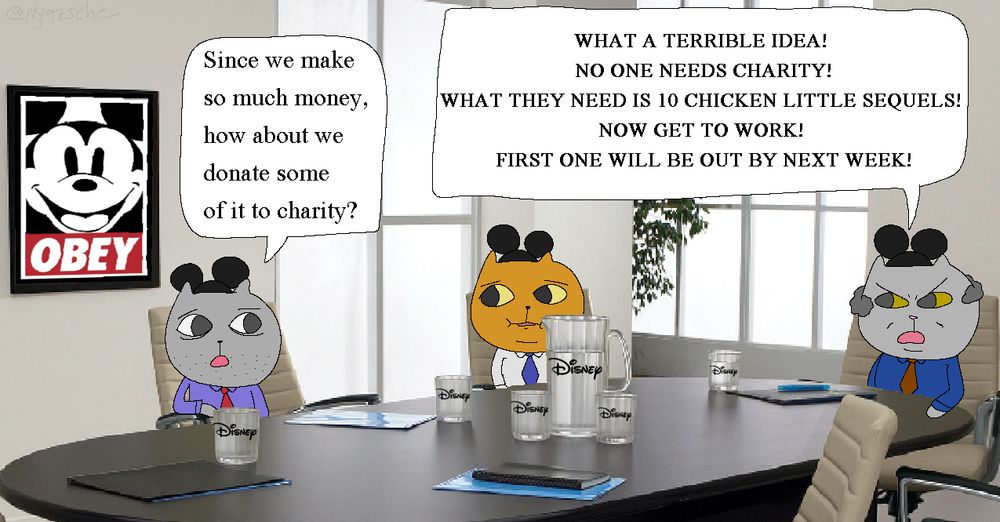 @Nyazsche
Since we make
so much money,
how about we
donate some
of it to charity?
WHAT A TERRIBLE IDEA!
NO ONE NEEDS CHARITY!
WHAT THEY NEED IS 10 CHICKEN LITTLE SEQUELS!
NOW GET TO WORK!
FIRST ONE WILL BE OUT BY NEXT WEEK!
OBEY
DISNEY
DISNEY
DISNEY
DISNEY
DISNEY
DISNEY